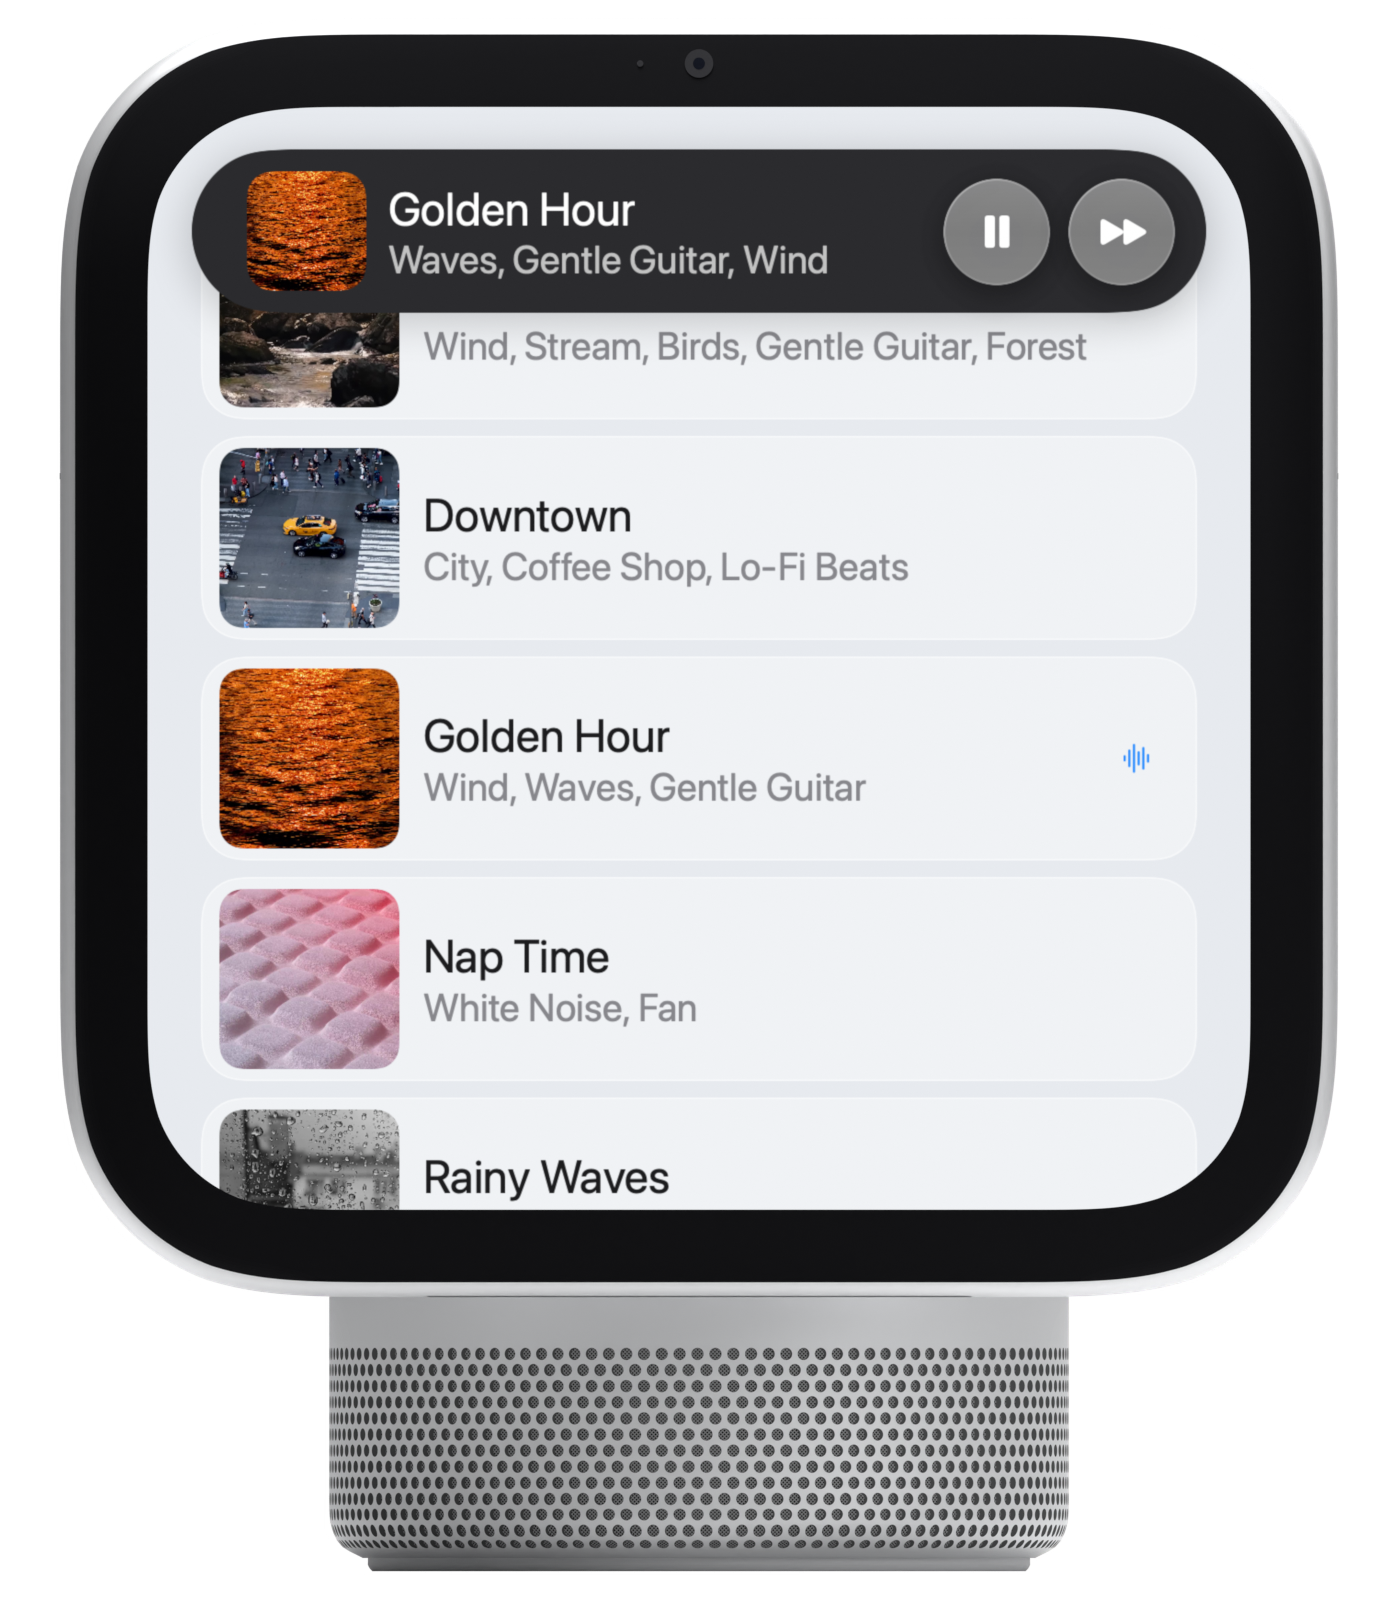 Golden Hour
Waves, Gentle Guitar, Wind
Wind, Stream, Birds, Gentle Guitar, Forest
Downtown
City, Coffee Shop, Lo-Fi Beats
Golden Hour
Wind, Waves, Gentle Guitar
Nap Time
White Noise, Fan
Rainy Waves